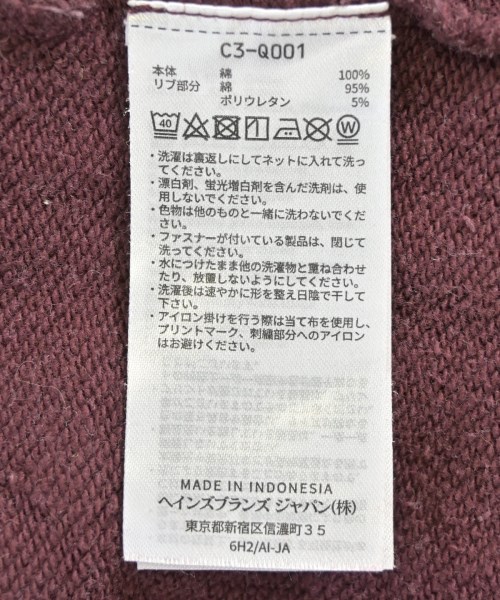 C3-Q001
本体 綿 100%
リブ部分 綿 95%
ポリウレタン 5%
40 W
・洗濯は裏返しにしてネットに入れて洗っ
てください。
・漂白剤、蛍光増白剤を含んだ洗剤は、使
用しないでください。
・色物は他のものと一緒に洗わないでくだ
さい。
・ファスナーが付いている製品は、閉じて
洗ってください。
・水につけたまま他の洗濯物と重ね合わせ
たり、放置しないようにしてください。
・洗濯後は速やかに形を整え日陰で干して
下さい。
・アイロン掛けを行う際は当て布を使用し、
プリントマーク、刺繍部分へのアイロン
はお避けください。
MADE IN INDONESIA
ヘインズブランズ ジャパン(株)
東京都新宿区信濃町35
6H2/AI-JA